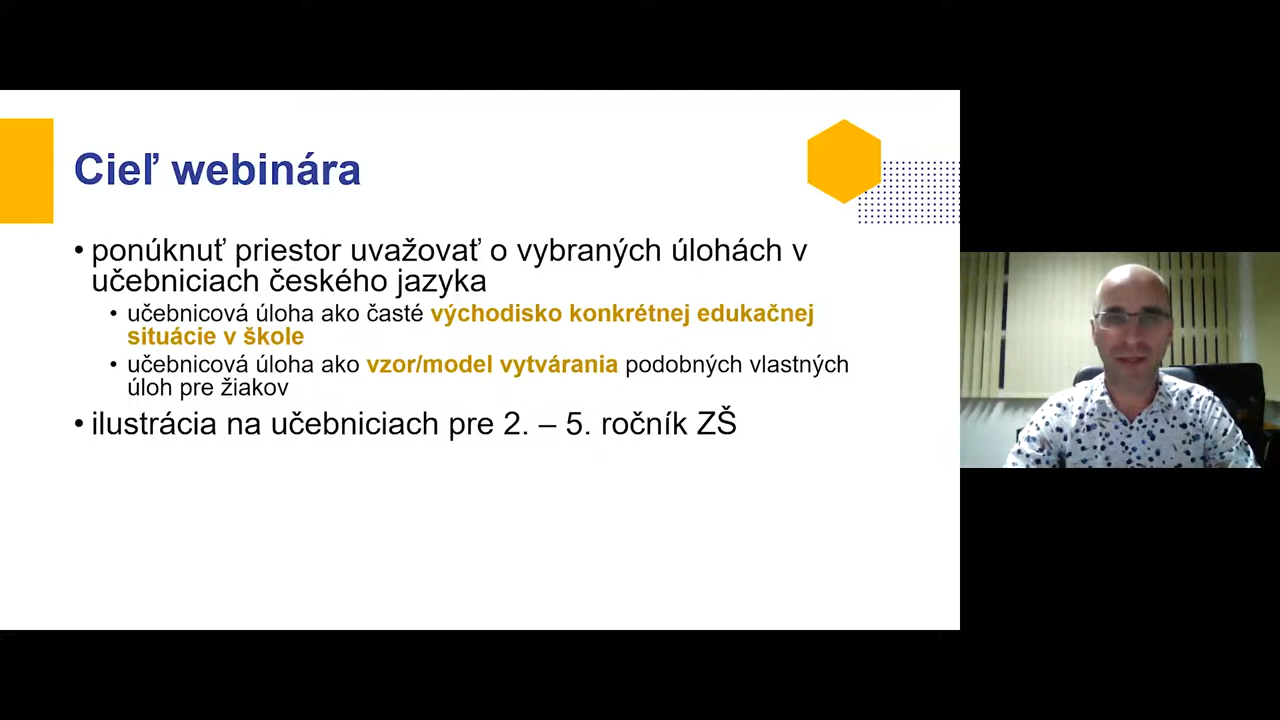 Cieľ webinára
• ponúknuť priestor uvažovať o vybraných úlohách v
učebniciach českého jazyka
• učebnicová úloha ako časté východisko konkrétnej edukačnej
situácie v škole
• učebnicová úloha ako vzor/model vytvárania podobných vlastných
úloh pre žiakov
• ilustrácia na učebniciach pre 2. – 5. ročník ZŠ